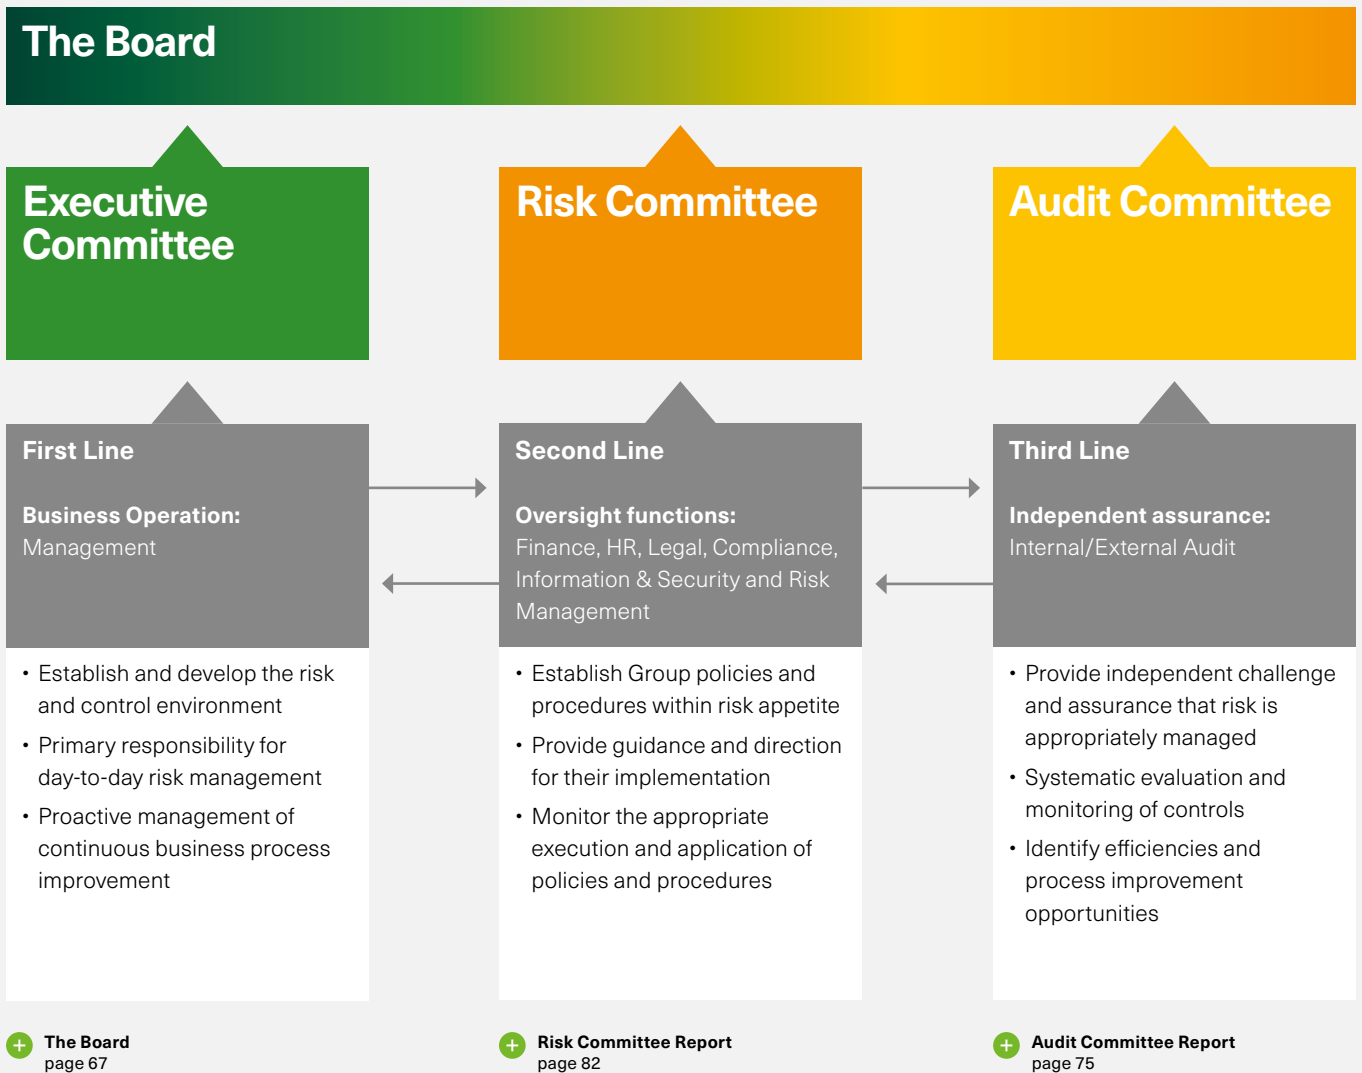 The Board
Executive
Committee
Risk Committee
Audit Committee
First Line
Business Operation:
Management
Second Line
Oversight functions:
Finance, HR, Legal, Compliance,
Information & Security and Risk
Management
Third Line
Independent assurance:
Internal/External Audit
• Establish and develop the risk
and control environment
• Primary responsibility for
day-to-day risk management
• Proactive management of
continuous business process
improvement
• Establish Group policies and
procedures within risk appetite
• Provide guidance and direction
for their implementation
• Monitor the appropriate
execution and application of
policies and procedures
• Provide independent challenge
and assurance that risk is
appropriately managed
• Systematic evaluation and
monitoring of controls
• Identify efficiencies and
process improvement
opportunities
The Board
page 67
Risk Committee Report
page 82
Audit Committee Report
page 75